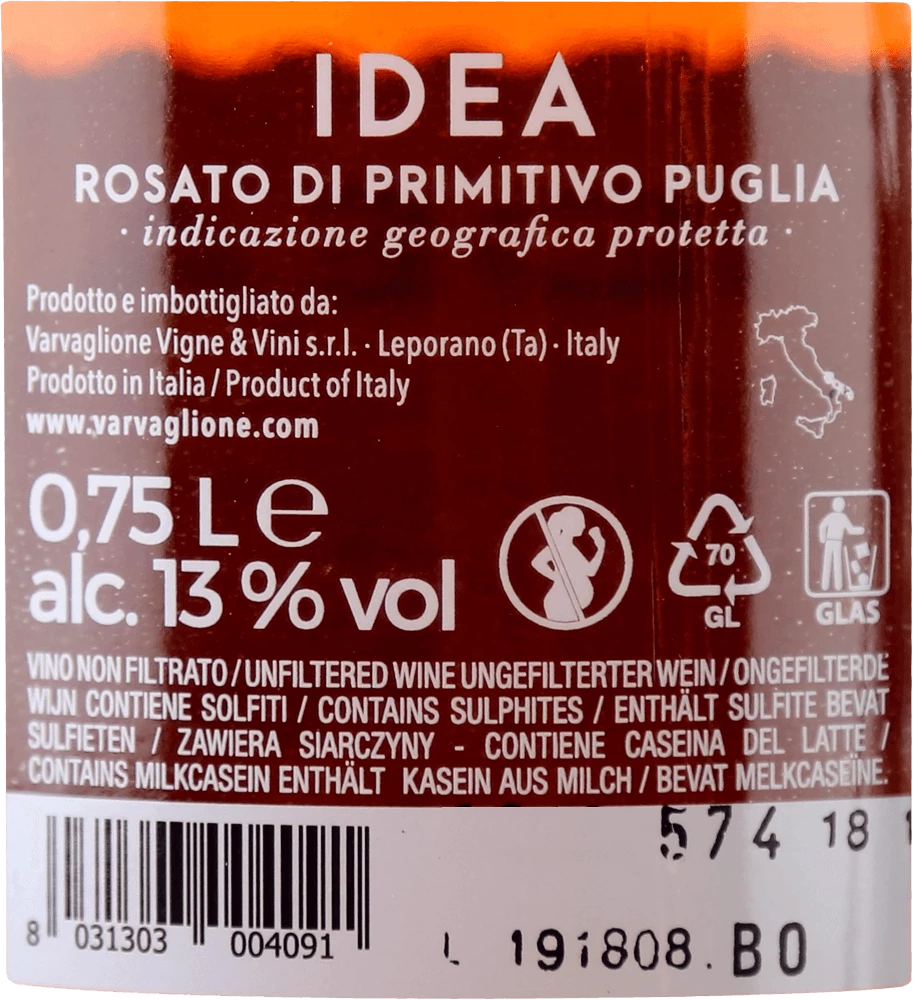 IDEA
ROSATO DI PRIMITIVO PUGLIA
· indicazione geografica protetta ·
Prodotto e imbottigliato da:
Varvaglione Vigne & Vini s.r.l. · Leporano (Ta) · Italy
Prodotto in Italia / Product of Italy
www.varvaglione.com
0,75 L e
alc. 13 % vol
70
GL
GLAS
VINO NON FILTRATO / UNFILTERED WINE UNGEFILTERTER WEIN / ONGEFILTERDE
WIJN CONTIENE SOLFITI / CONTAINS SULPHITES / ENTHÄLT SULFITE BEVAT
SULFIETEN / ZAWIERA SIARCZYNY - CONTIENE CASEINA DEL LATTE /
CONTAINS MILKCASEIN ENTHÄLT KASEIN AUS MILCH / BEVAT MELKCASEÏNE.
574 18
8 031303 004091
L 191808.BO